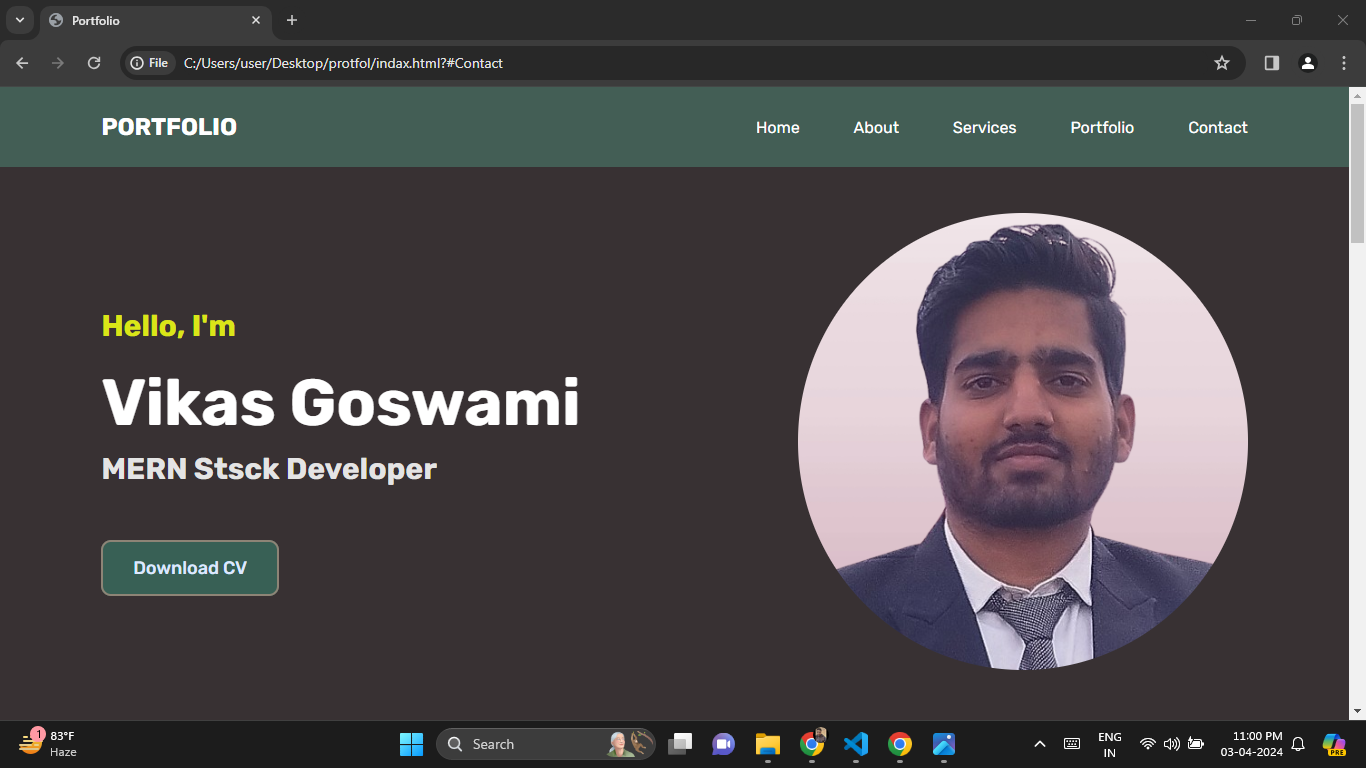 Portfolio
File C:/Users/user/Desktop/protfol/indax.html?#Contact
PORTFOLIO Home About Services Portfolio Contact
Hello, I'm
Vikas Goswami
MERN Stsck Developer
Download CV
1 83°F
Haze
Search
PRE
ENG
IN
11:00 PM
03-04-2024